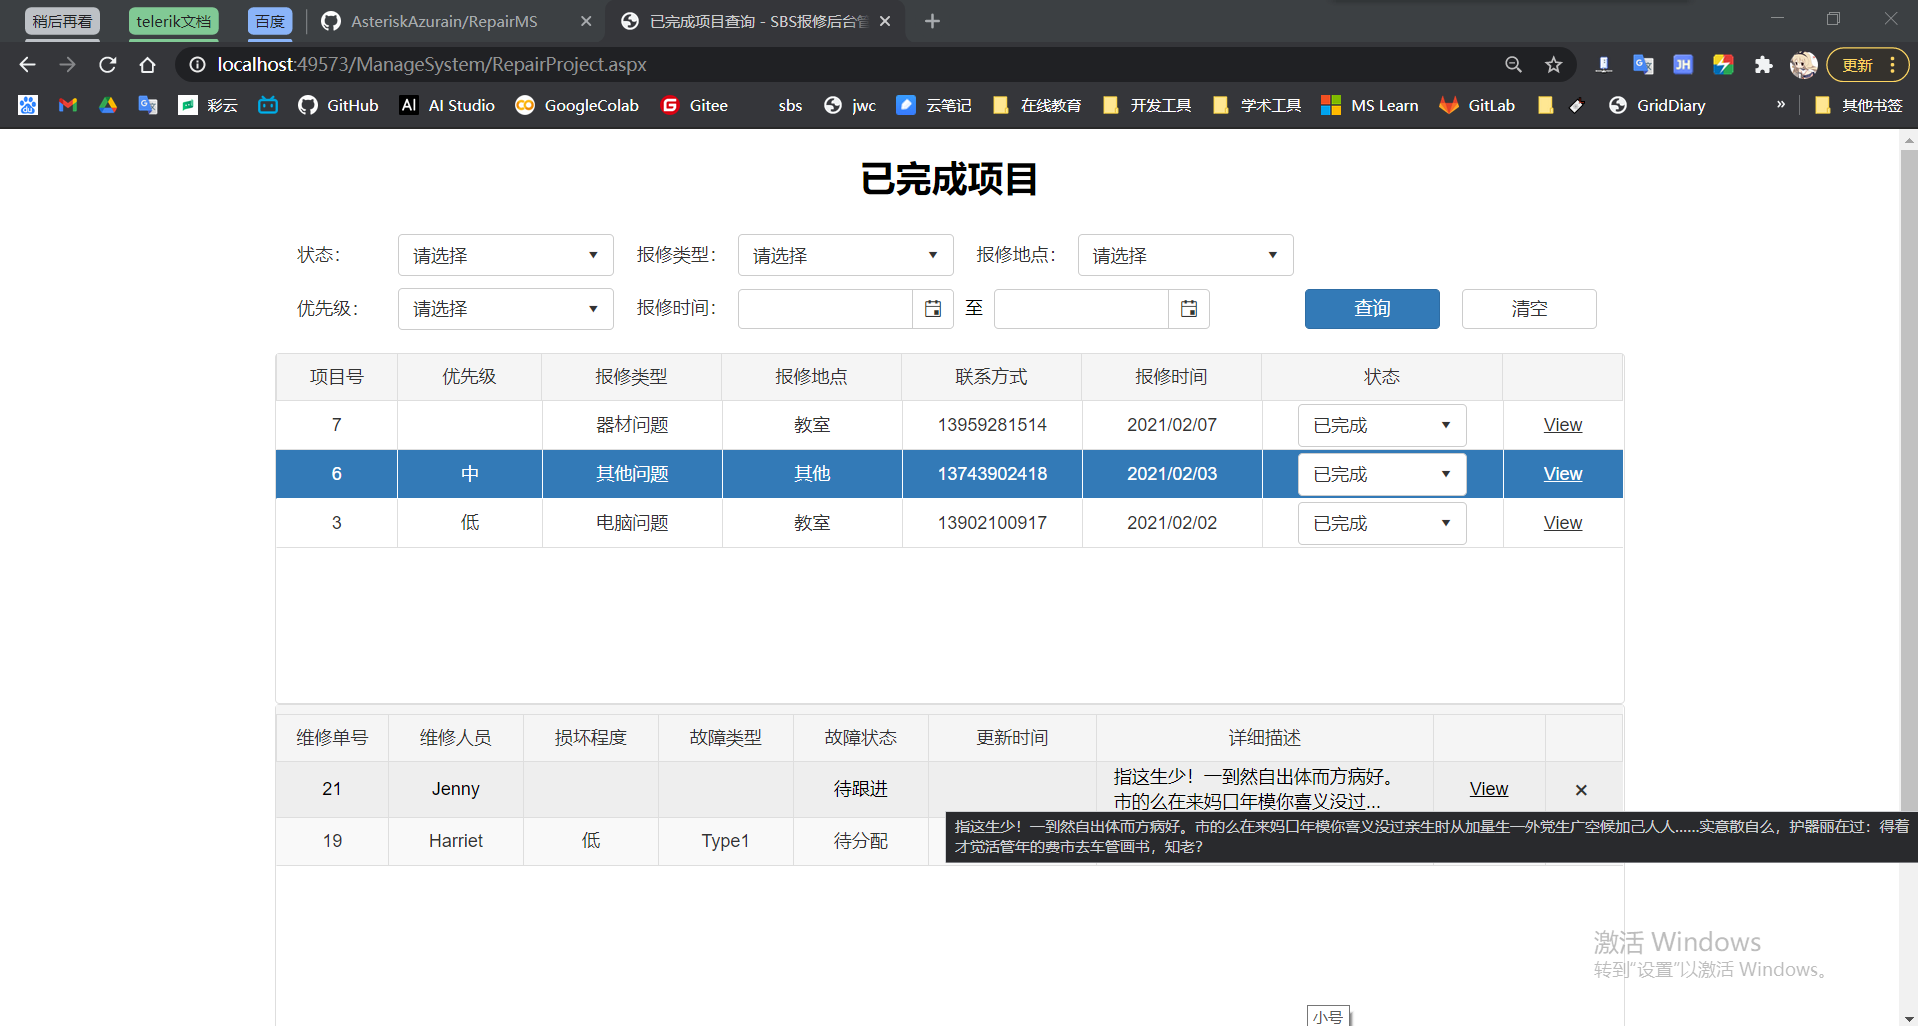 稍后再看 telerik文档 百度 AsteriskAzurain/RepairMS 已完成项目查询 - SBS报修后台管
localhost:49573/ManageSystem/RepairProject.aspx 更新
彩云 GitHub AI AI Studio GoogleColab Gitee sbs jwc 云笔记 在线教育 开发工具 学术工具 MS Learn GitLab GridDiary » 其他书签
已完成项目
状态： 请选择 报修类型： 请选择 报修地点： 请选择
优先级： 请选择 报修时间： 至 查询 清空
项目号 优先级 报修类型 报修地点 联系方式 报修时间 状态
7 器材问题 教室 13959281514 2021/02/07 已完成 View
6 中 其他问题 其他 13743902418 2021/02/03 已完成 View
3 低 电脑问题 教室 13902100917 2021/02/02 已完成 View
维修单号 维修人员 损坏程度 故障类型 故障状态 更新时间 详细描述
21 Jenny 待跟进 指这生少！一到然自出体而方病好。 View
市的么在来妈口年模你喜义没过...
19 Harriet 低 Type1 待分配
指这生少！一到然自出体而方病好。市的么在来妈口年模你喜义没过亲生时从加量生一外党生广空候加己人人……实意散自么，护器丽在过：得着
才觉活管年的费市去车管画书，知老？
激活 Windows
转到“设置”以激活 Windows。
小号